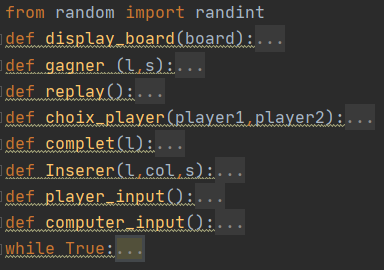 from random import randint
def display_board(board):...
def gagner (l,s):...
def replay():...
def choix_player(player1,player2):...
def complet(l):...
def Inserer(l,col,s):...
def player_input():...
def computer_input():...
while True:...